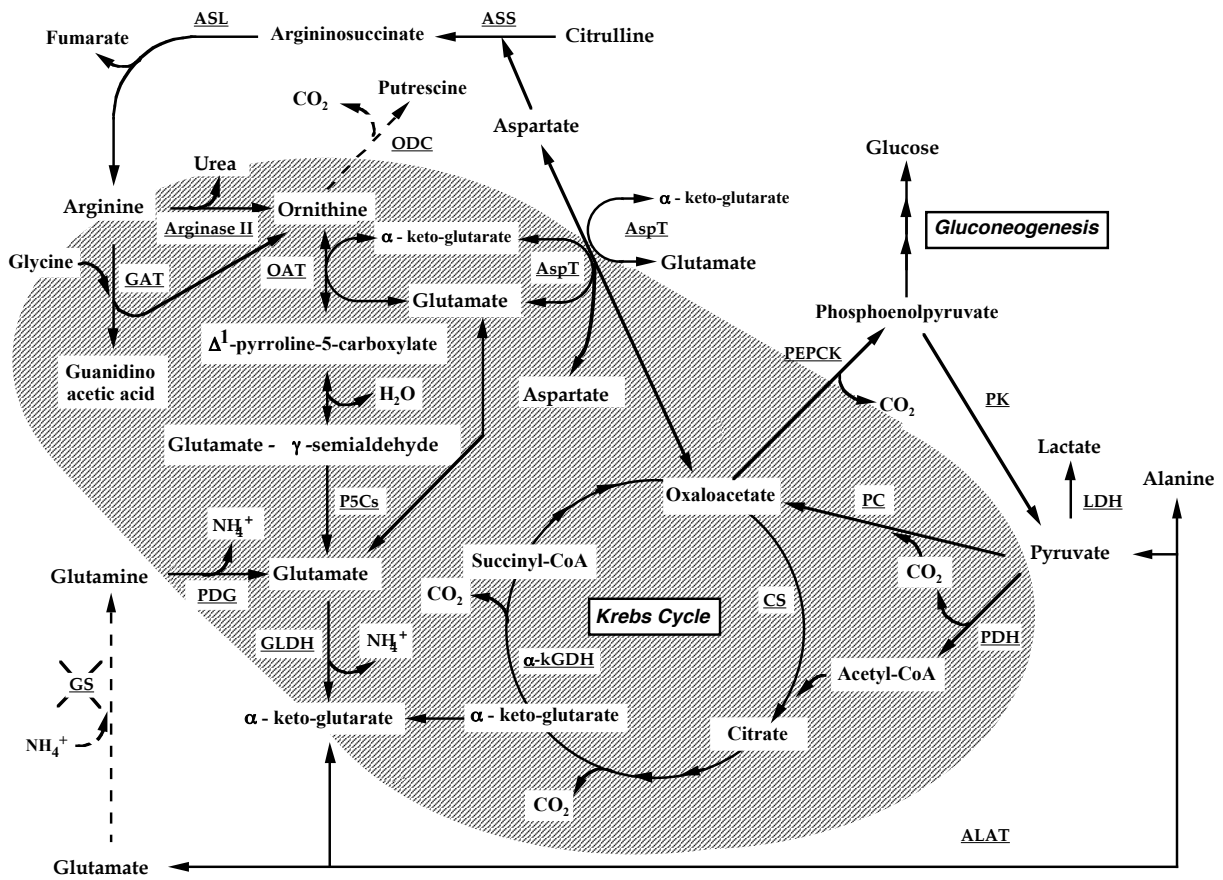 ASL
ASS
Fumarate
Argininosuccinate
Citrulline
Putrescine
CO₂
Aspartate
ODC
Glucose
Urea
α - keto-glutarate
Arginine
Ornithine
AspT
Gluconeogenesis
Arginase II
α - keto-glutarate
Glycine
GAT
OAT
AspT
Glutamate
Glutamate
Phosphoenolpyruvate
Δ¹-pyrroline-5-carboxylate
PEPCK
Guanidino
acetic acid
H₂O
Aspartate
CO₂
PK
Glutamate - γ -semialdehyde
Lactate
Alanine
Oxaloacetate
PC
LDH
P5Cs
NH₄⁺
Pyruvate
Succinyl-CoA
Glutamine
Glutamate
CO₂
PDG
CO₂
CS
Krebs Cycle
PDH
GLDH
NH₄⁺
α-kGDH
Acetyl-CoA
GS
α - keto-glutarate
α - keto-glutarate
Citrate
NH₄⁺
CO₂
ALAT
Glutamate